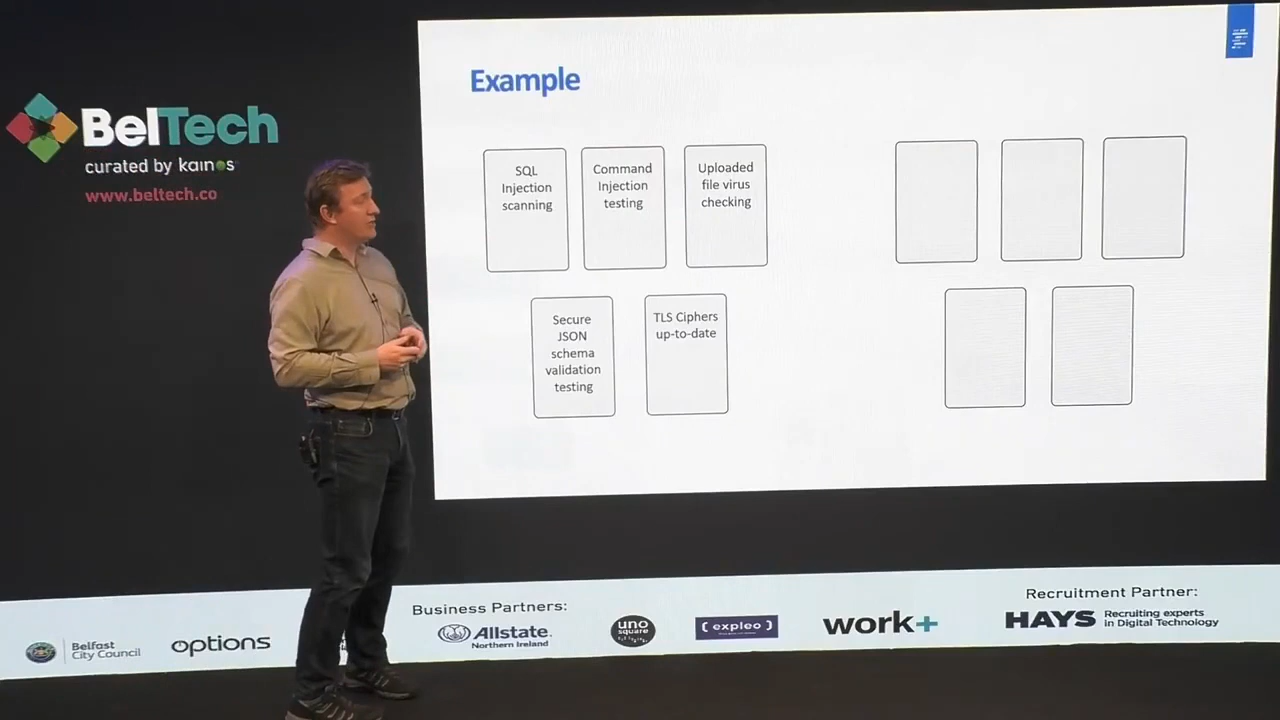 Example
BelTech
curated by kainos
www.beltech.co
SQL
Injection
scanning
Command
Injection
testing
Uploaded
file virus
checking
Secure
JSON
schema
validation
testing
TLS Ciphers
up-to-date
Business Partners:
Recruitment Partner:
Belfast
City Council
options
Allstate.
Northern Ireland
uno
square
[expleo]
work+
HAYS
Recruiting experts
in Digital Technology